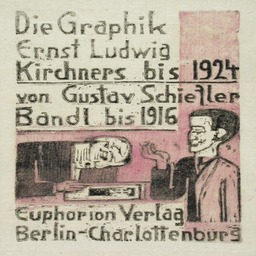 Die Graphik
Ernst Ludwig
Kirchners bis 1924
von Gustav Schiefler
Band I bis 1916
Euphorion Verlag
Berlin-Charlottenburg